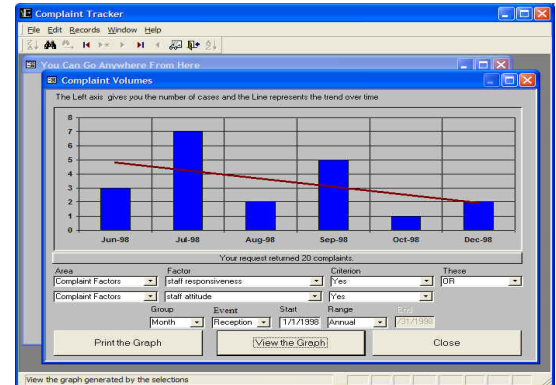 Complaint Tracker
File Edit Records Window Help
You Can Go Anywhere From Here
Complaint Volumes
The Left axis gives you the number of cases and the Line represents the trend over time
8
7
6
5
4
3
2
1
0
Jun-98 Jul-98 Aug-98 Sep-98 Oct-98 Dec-98
Your request returned 20 complaints.
Area Factor Criterion These
Complaint Factors staff responsiveness Yes OR
Complaint Factors staff attitude Yes
Group Event Start Range End
Month Reception 1/1/1998 Annual /31/1998
Print the Graph View the Graph Close
View the graph generated by the selections